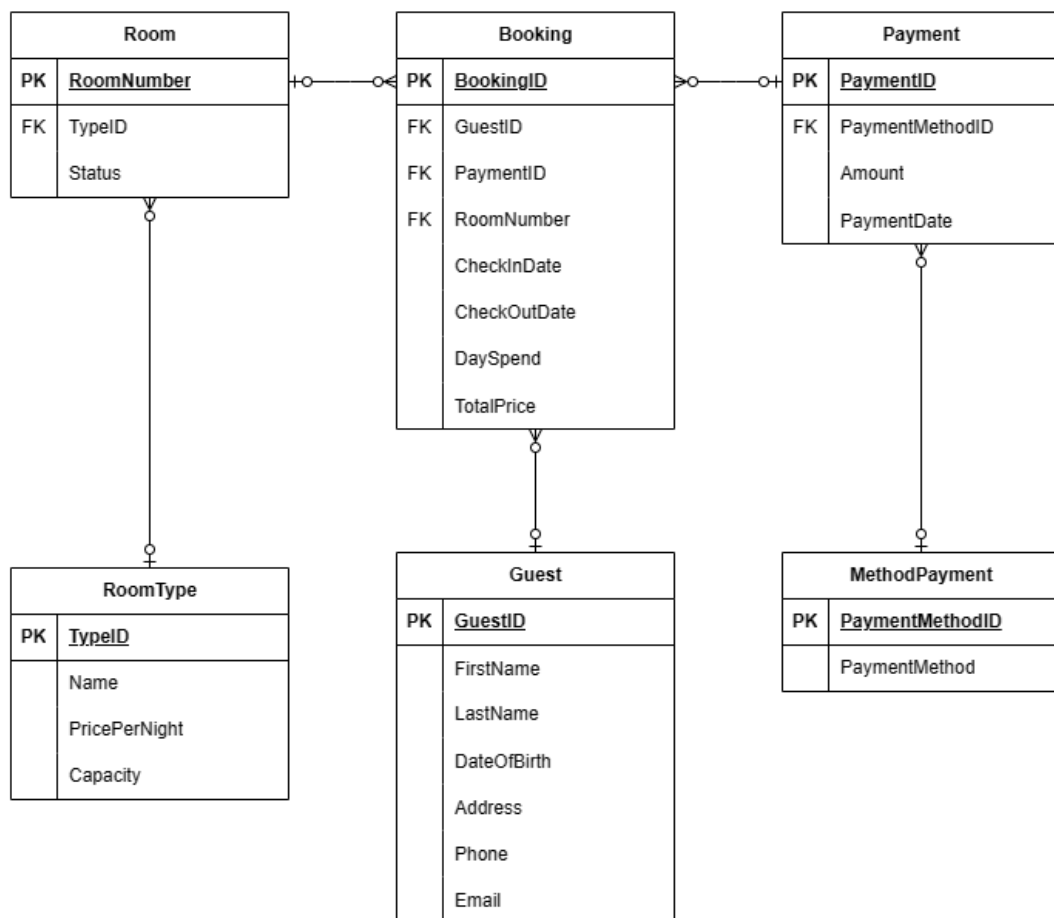 Room
PK RoomNumber
FK TypeID
Status
Booking
PK BookingID
FK GuestID
FK PaymentID
FK RoomNumber
CheckInDate
CheckOutDate
DaySpend
TotalPrice
Payment
PK PaymentID
FK PaymentMethodID
Amount
PaymentDate
RoomType
PK TypeID
Name
PricePerNight
Capacity
Guest
PK GuestID
FirstName
LastName
DateOfBirth
Address
Phone
Email
MethodPayment
PK PaymentMethodID
PaymentMethod